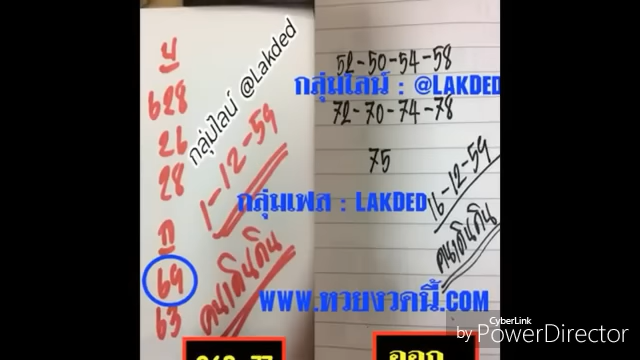 บ
628
26
28
ก
69
63
1-12-59
คนเดินดิน
กลุ่มไลน์ @Lakded
52-50-54-58
กลุ่มไลน์ : @LAKDED
72-70-74-78
75
16-12-59
คนเดินดิน
กลุ่มเฟส : LAKDED
WWW.หวยงวดนี้.COM
CyberLink
by PowerDirector